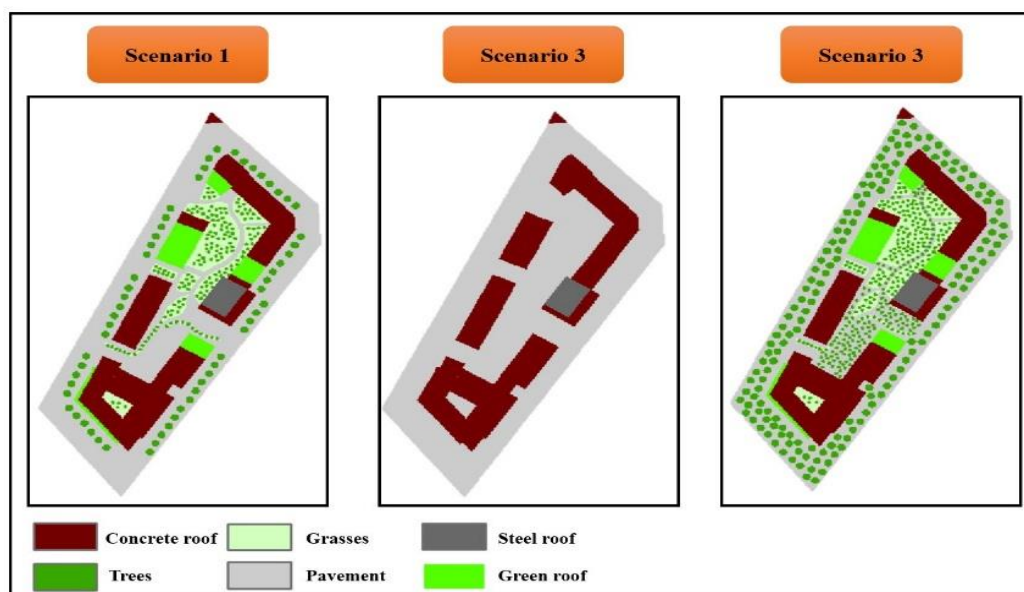 Scenario 1
Scenario 3
Scenario 3
Concrete roof
Grasses
Steel roof
Trees
Pavement
Green roof